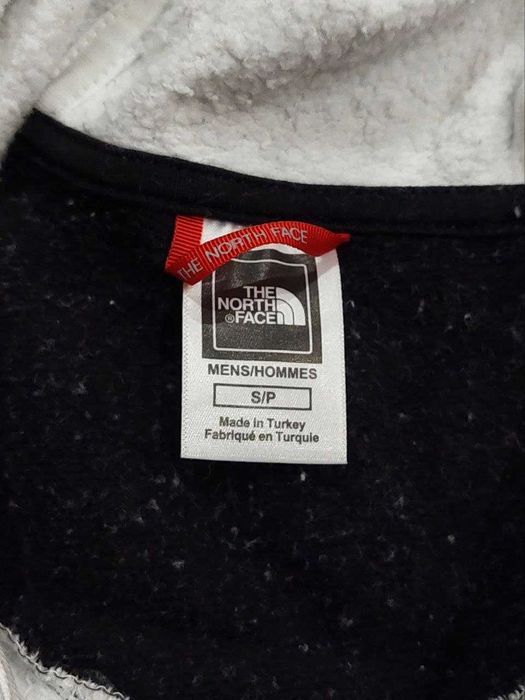 THE NORTH FACE
THE
NORTH
®FACE
MENS/HOMMES
S/P
Made in Turkey
Fabriqué en Turquie